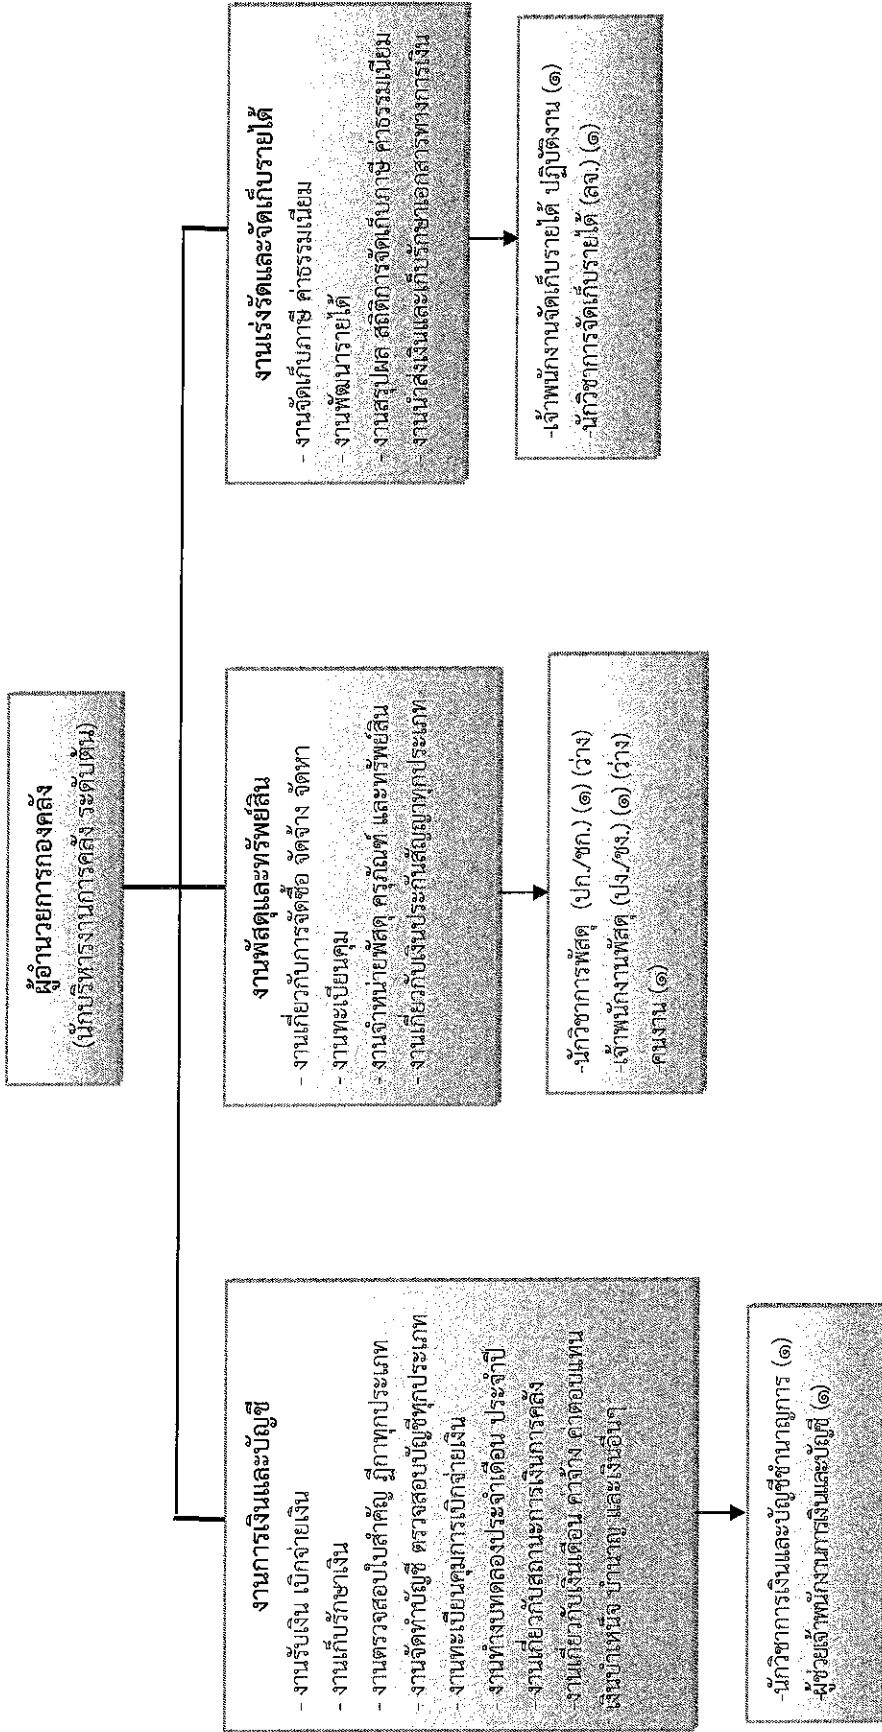 ผู้อำนวยการกองคลัง
(นักบริหารงานการคลัง ระดับต้น)
งานการเงินและบัญชี
- งานรับเงิน เบิกจ่ายเงิน
- งานเก็บรักษาเงิน
- งานตรวจสอบใบสำคัญ ฎีกาทุกประเภท
- งานจัดทำบัญชี ตรวจสอบบัญชีทุกประเภท
- งานทะเบียนคุมการเบิกจ่ายเงิน
- งานทำงบทดลองประจำเดือน ประจำปี
- งานเกี่ยวกับสถานะการเงินการคลัง
- งานเกี่ยวกับเงินเดือน ค่าจ้าง ค่าตอบแทน
เงินบำเหน็จ บำนาญ และเงินอื่นๆ
-นักวิชาการเงินและบัญชีชำนาญการ (๑)
-ผู้ช่วยเจ้าพนักงานการเงินและบัญชี (๑)
งานพัสดุและทรัพย์สิน
- งานเกี่ยวกับการจัดซื้อ จัดจ้าง จัดหา
- งานทะเบียนคุม
- งานจำหน่ายพัสดุ ครุภัณฑ์ และทรัพย์สิน
- งานเกี่ยวกับเงินประกันสัญญาทุกประเภท
-นักวิชาการพัสดุ (ปก./ชก.) (๑) (ว่าง)
-เจ้าพนักงานพัสดุ (ปง./ชง.) (๑) (ว่าง)
-คนงาน (๑)
งานเร่งรัดและจัดเก็บรายได้
- งานจัดเก็บภาษี ค่าธรรมเนียม
- งานพัฒนารายได้
- งานสรุปผล สถิติการจัดเก็บภาษี ค่าธรรมเนียม
- งานนำส่งเงินและเก็บรักษาเอกสารทางการเงิน
-เจ้าพนักงานจัดเก็บรายได้ ปฏิบัติงาน (๑)
-นักวิชาการจัดเก็บรายได้ (ลจ.) (๑)